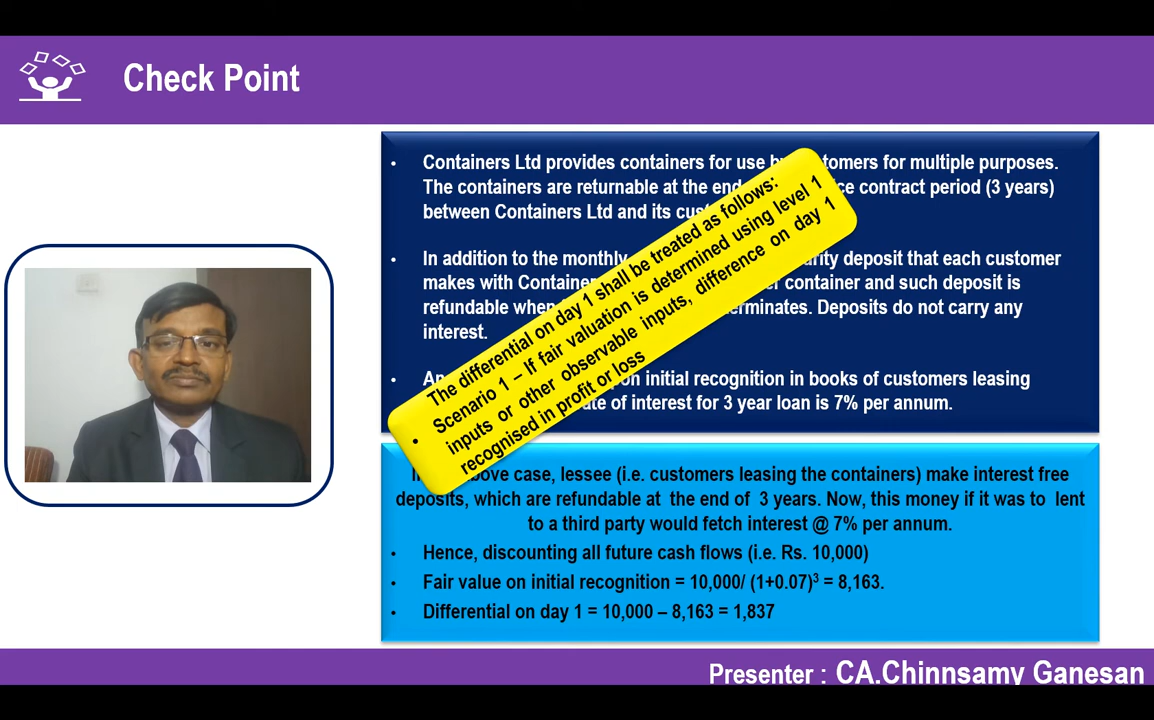 Check Point
• Containers Ltd provides containers for use by customers for multiple purposes.
The containers are returnable at the end ce contract period (3 years)
between Containers Ltd and its cus
• In addition to the monthly rity deposit that each customer
makes with Container er container and such deposit is
refundable whe erminates. Deposits do not carry any
interest.
• An on initial recognition in books of customers leasing
ate of interest for 3 year loan is 7% per annum.
The differential on day 1 shall be treated as follows:
• Scenario 1 – If fair valuation is determined using level 1
inputs or other observable inputs, difference on day 1
recognised in profit or loss
above case, lessee (i.e. customers leasing the containers) make interest free
deposits, which are refundable at the end of 3 years. Now, this money if it was to lent
to a third party would fetch interest @ 7% per annum.
• Hence, discounting all future cash flows (i.e. Rs. 10,000)
• Fair value on initial recognition = 10,000/ (1+0.07)³ = 8,163.
• Differential on day 1 = 10,000 – 8,163 = 1,837
Presenter : CA.Chinnsamy Ganesan